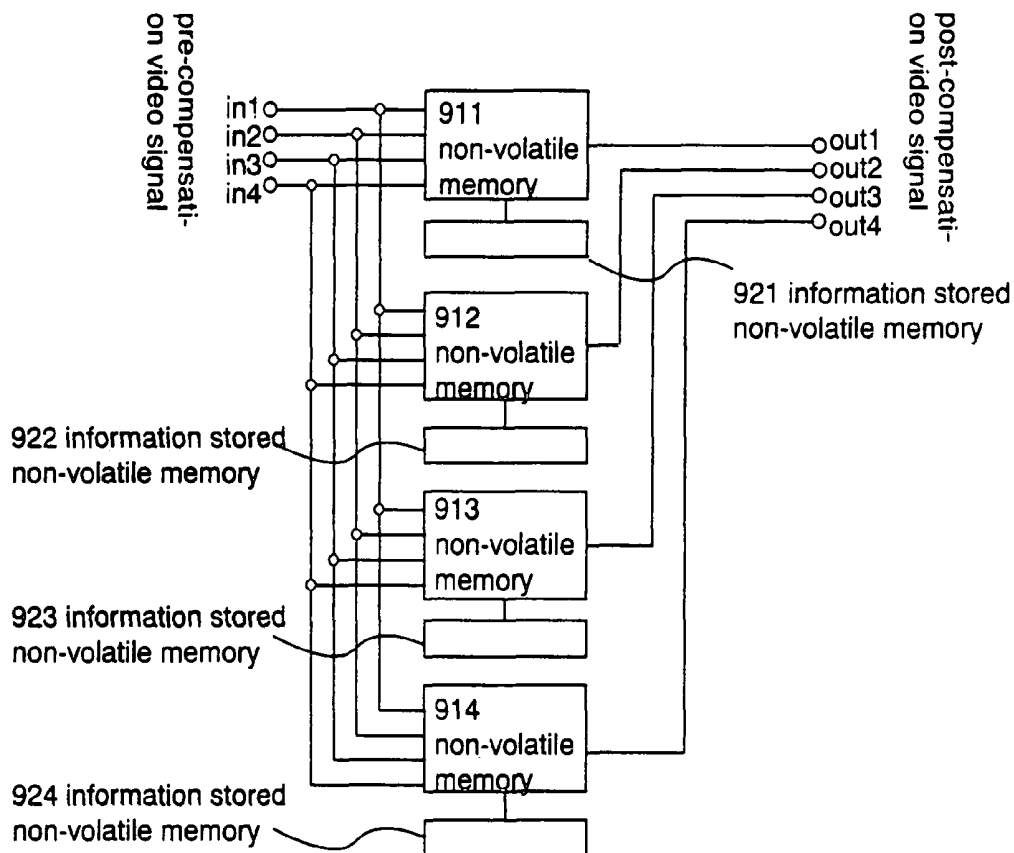 pre-compensati-
on video signal
post-compensati-
on video signal
in1
in2
in3
in4
911
non-volatile
memory
out1
out2
out3
out4
921 information stored
non-volatile memory
912
non-volatile
memory
922 information stored
non-volatile memory
913
non-volatile
memory
923 information stored
non-volatile memory
914
non-volatile
memory
924 information stored
non-volatile memory